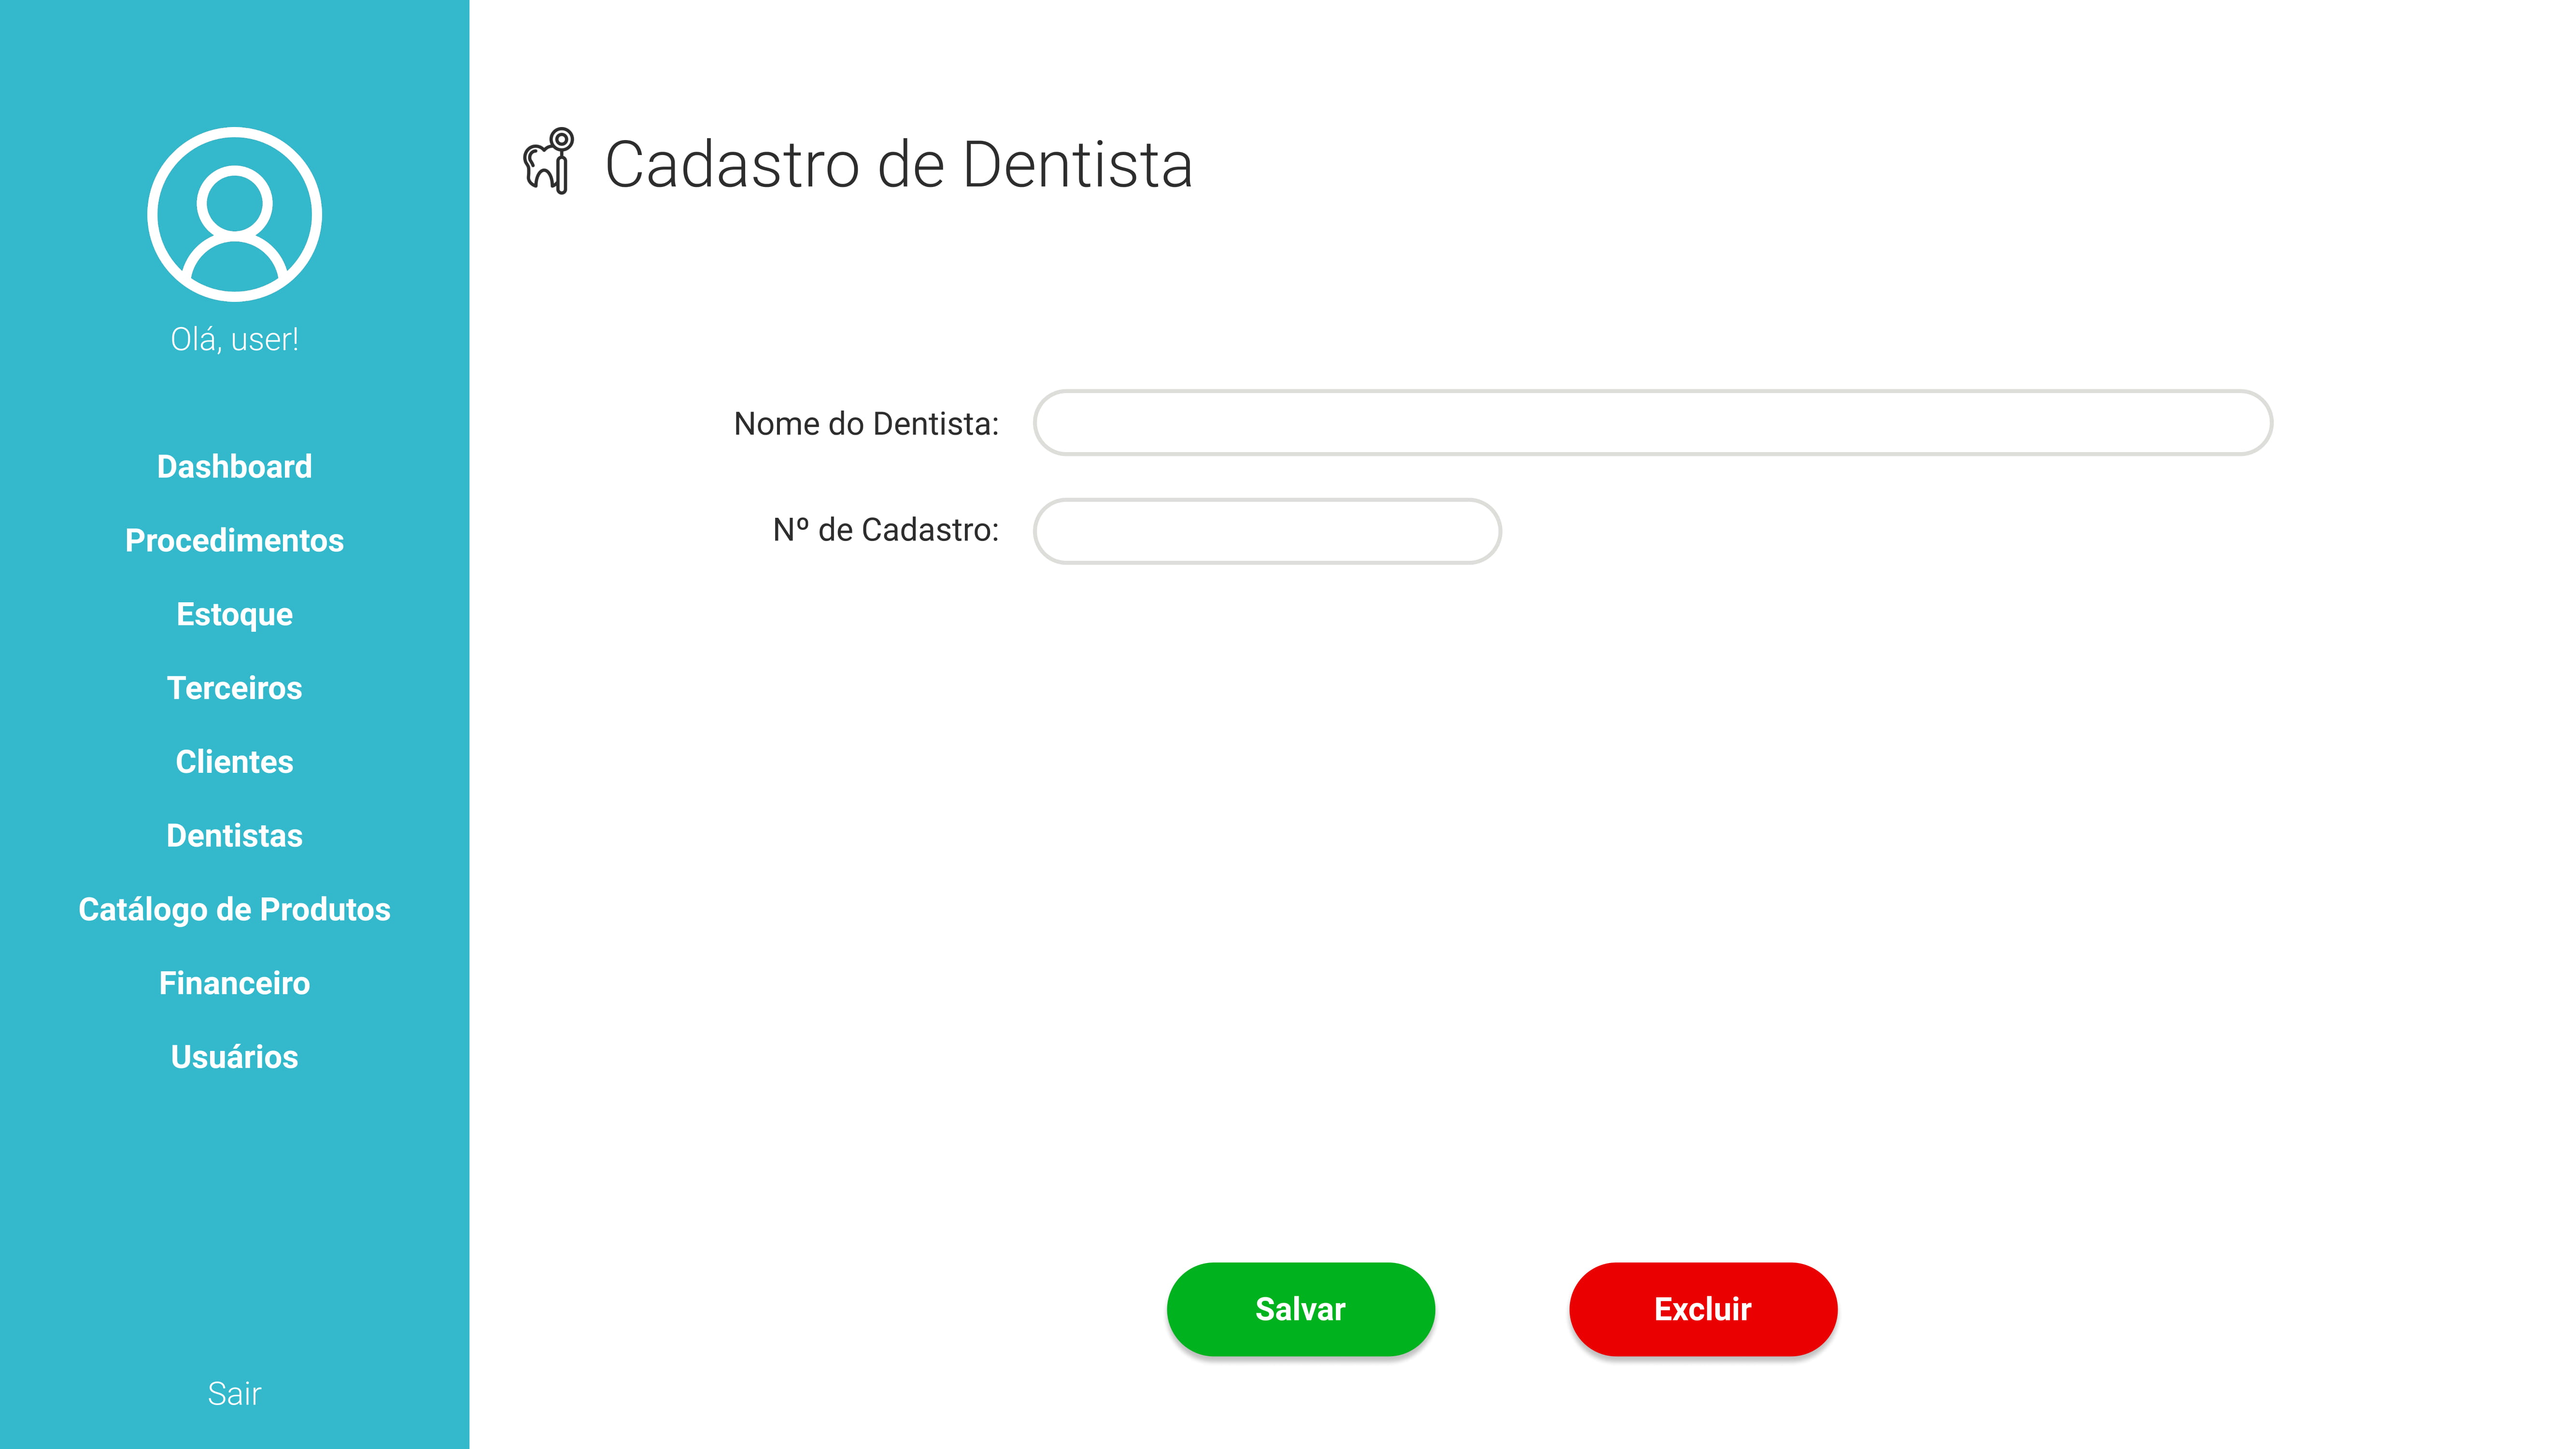 Olá, user!
Dashboard
Procedimentos
Estoque
Terceiros
Clientes
Dentistas
Catálogo de Produtos
Financeiro
Usuários
Sair
Cadastro de Dentista
Nome do Dentista:
Nº de Cadastro:
Salvar
Excluir